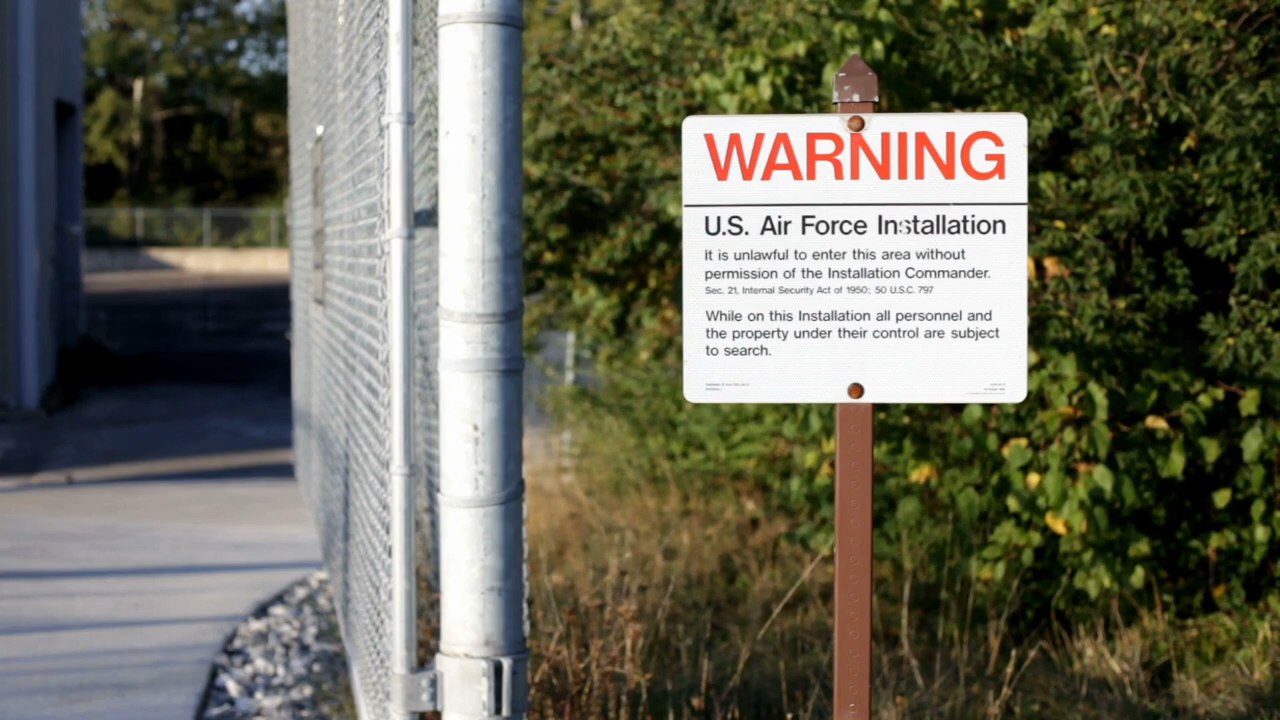 WARNING
U.S. Air Force Installation
It is unlawful to enter this area without
permission of the Installation Commander.
Sec. 21, Internal Security Act of 1950; 50 U.S.C. 797
While on this Installation all personnel and
the property under their control are subject
to search.